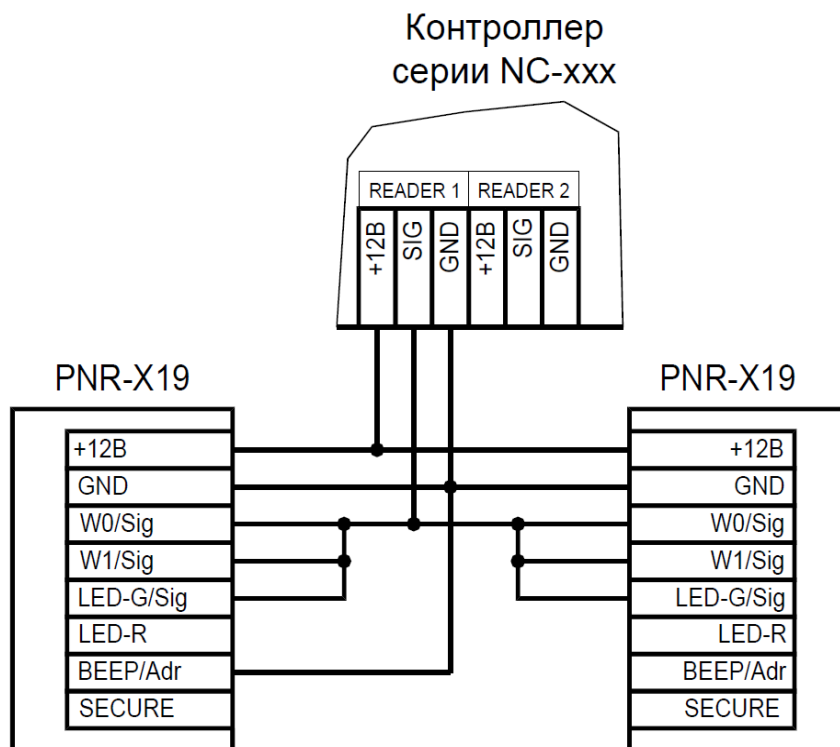 Контроллер
серии NC-xxx
READER 1 READER 2
+12В SIG GND +12В SIG GND
PNR-X19
PNR-X19
+12В
GND
W0/Sig
W1/Sig
LED-G/Sig
LED-R
BEEP/Adr
SECURE
+12В
GND
W0/Sig
W1/Sig
LED-G/Sig
LED-R
BEEP/Adr
SECURE